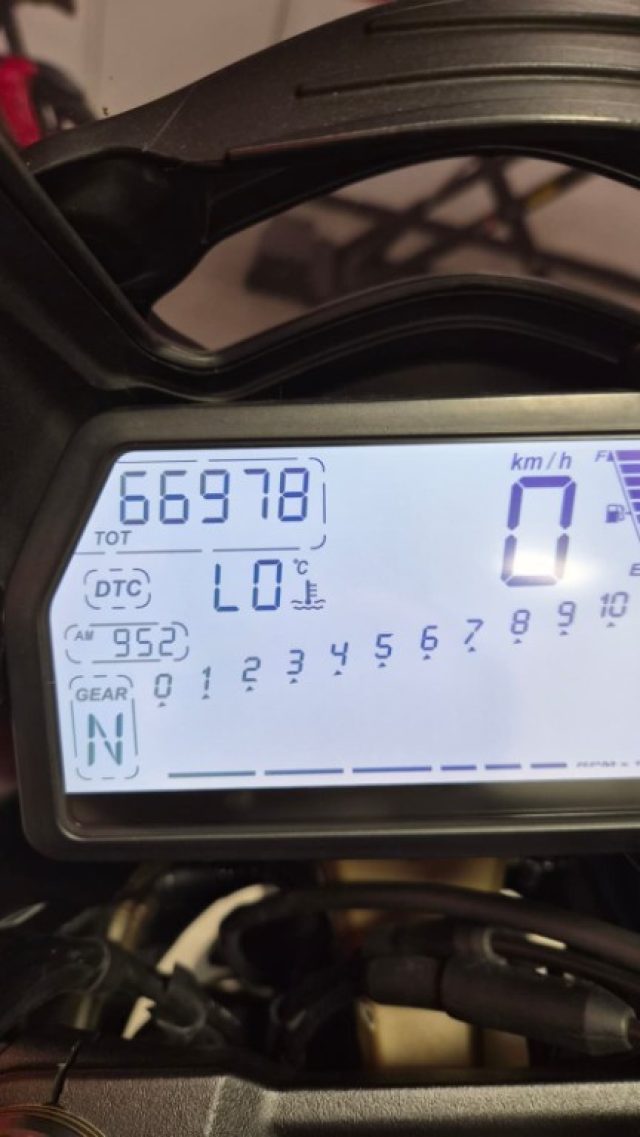 66978 km/h F
TOT 0
DTC LO °C
E
AM 952
GEAR 0 1 2 3 4 5 6 7 8 9 10
N